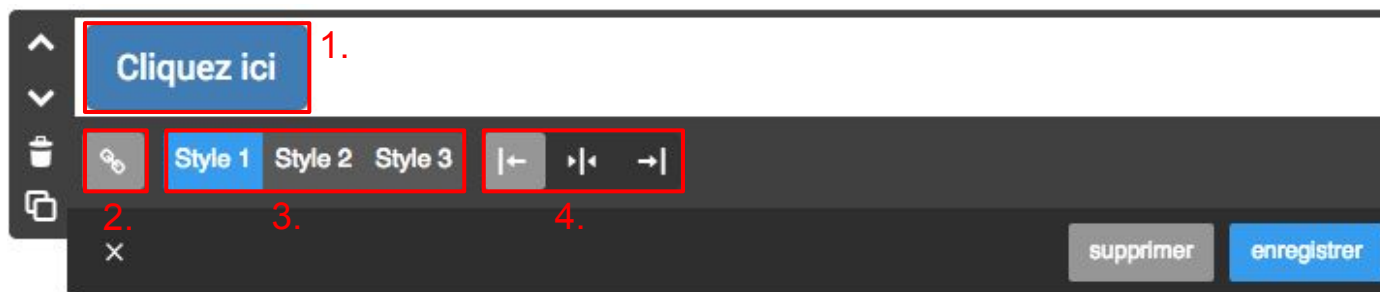 Cliquez ici 1.
Style 1 Style 2 Style 3
2. 3. 4.
supprimer enregistrer